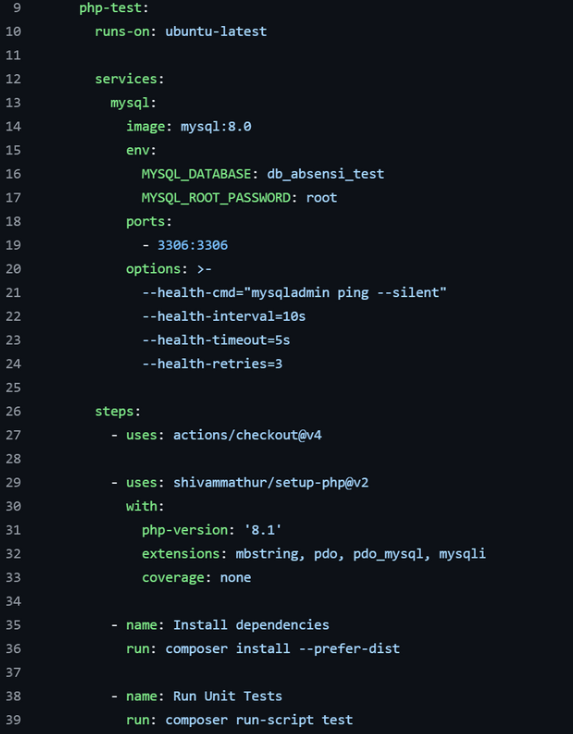 9 php-test:
10 runs-on: ubuntu-latest
11
12 services:
13 mysql:
14 image: mysql:8.0
15 env:
16 MYSQL_DATABASE: db_absensi_test
17 MYSQL_ROOT_PASSWORD: root
18 ports:
19 - 3306:3306
20 options: >-
21 --health-cmd="mysqladmin ping --silent"
22 --health-interval=10s
23 --health-timeout=5s
24 --health-retries=3
25
26 steps:
27 - uses: actions/checkout@v4
28
29 - uses: shivammathur/setup-php@v2
30 with:
31 php-version: '8.1'
32 extensions: mbstring, pdo, pdo_mysql, mysqli
33 coverage: none
34
35 - name: Install dependencies
36 run: composer install --prefer-dist
37
38 - name: Run Unit Tests
39 run: composer run-script test